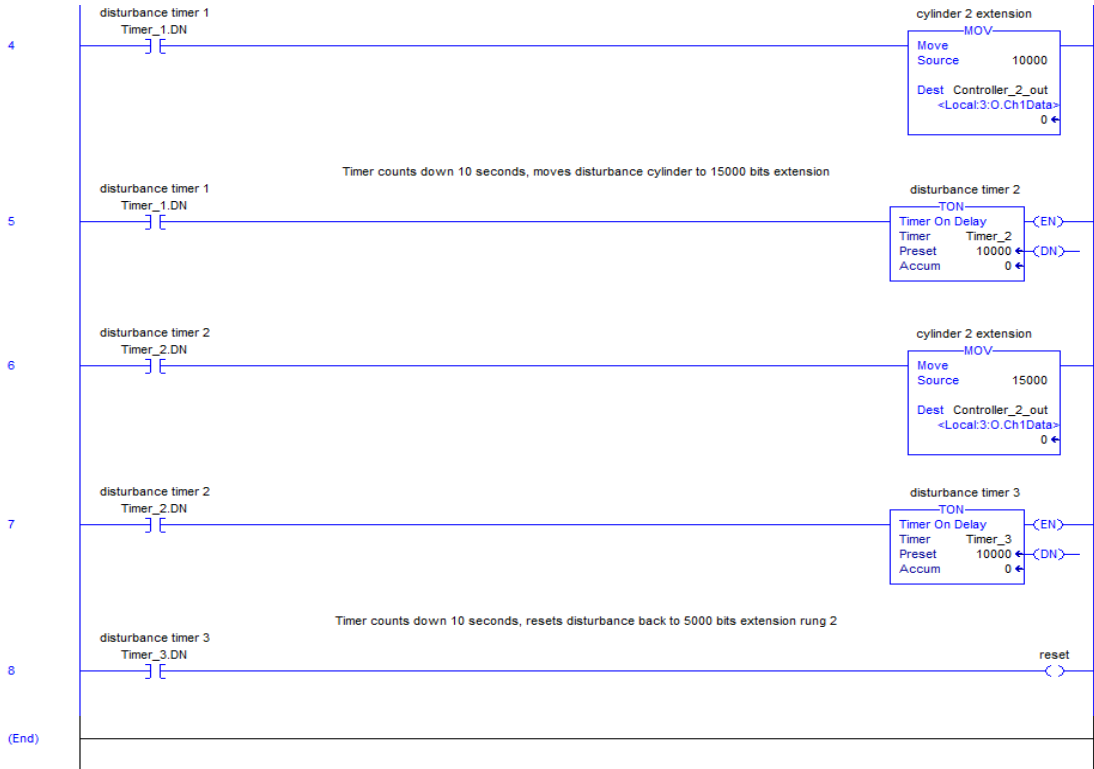 disturbance timer 1
Timer_1.DN
cylinder 2 extension
MOV
4
Move
Source 10000
Dest Controller_2_out
<Local:3:O.Ch1Data>
0
Timer counts down 10 seconds, moves disturbance cylinder to 15000 bits extension
disturbance timer 1
Timer_1.DN
disturbance timer 2
TON
5
Timer On Delay
Timer Timer_2
Preset 10000
Accum 0
EN
DN
disturbance timer 2
Timer_2.DN
cylinder 2 extension
MOV
6
Move
Source 15000
Dest Controller_2_out
<Local:3:O.Ch1Data>
0
disturbance timer 2
Timer_2.DN
disturbance timer 3
TON
7
Timer On Delay
Timer Timer_3
Preset 10000
Accum 0
EN
DN
Timer counts down 10 seconds, resets disturbance back to 5000 bits extension rung 2
disturbance timer 3
Timer_3.DN
reset
8
(End)